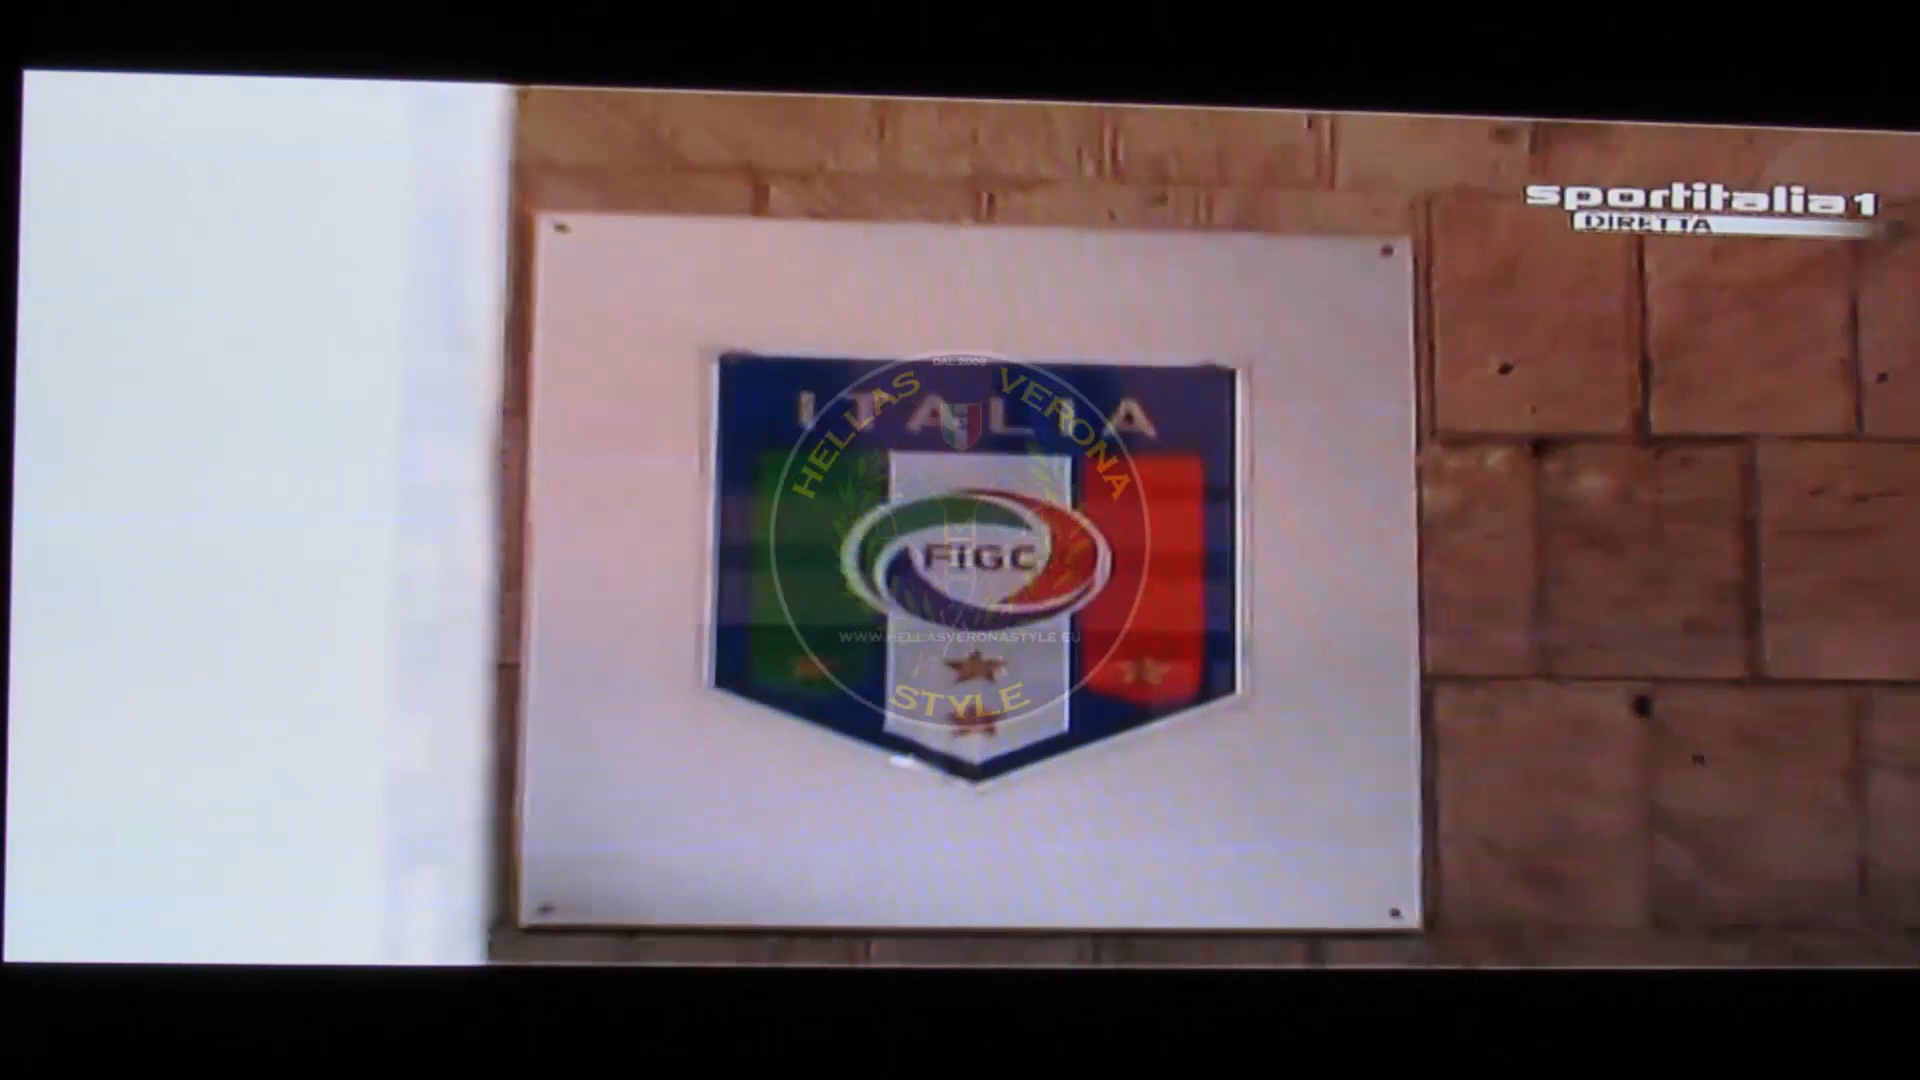 sportitalia1
DIRETTA
DAL 2009
HELLAS VERONA
ITALIA
FIGC
WWW.HELLASVERONASTYLE.EU
STYLE